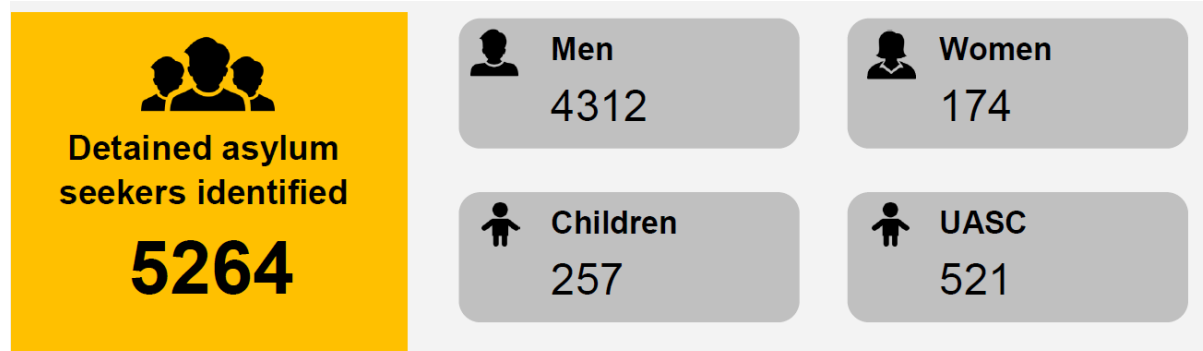 Detained asylum
seekers identified
5264
Men
4312
Women
174
Children
257
UASC
521